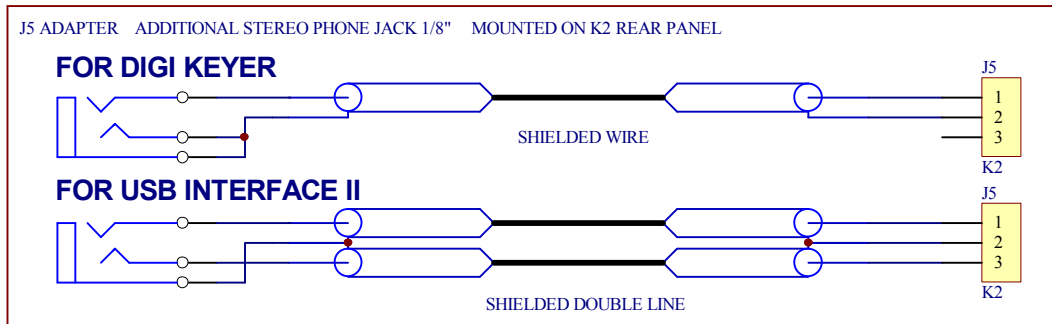 J5 ADAPTER ADDITIONAL STEREO PHONE JACK 1/8" MOUNTED ON K2 REAR PANEL
FOR DIGI KEYER
J5
1
2
3
K2
SHIELDED WIRE
FOR USB INTERFACE II
J5
1
2
3
K2
SHIELDED DOUBLE LINE